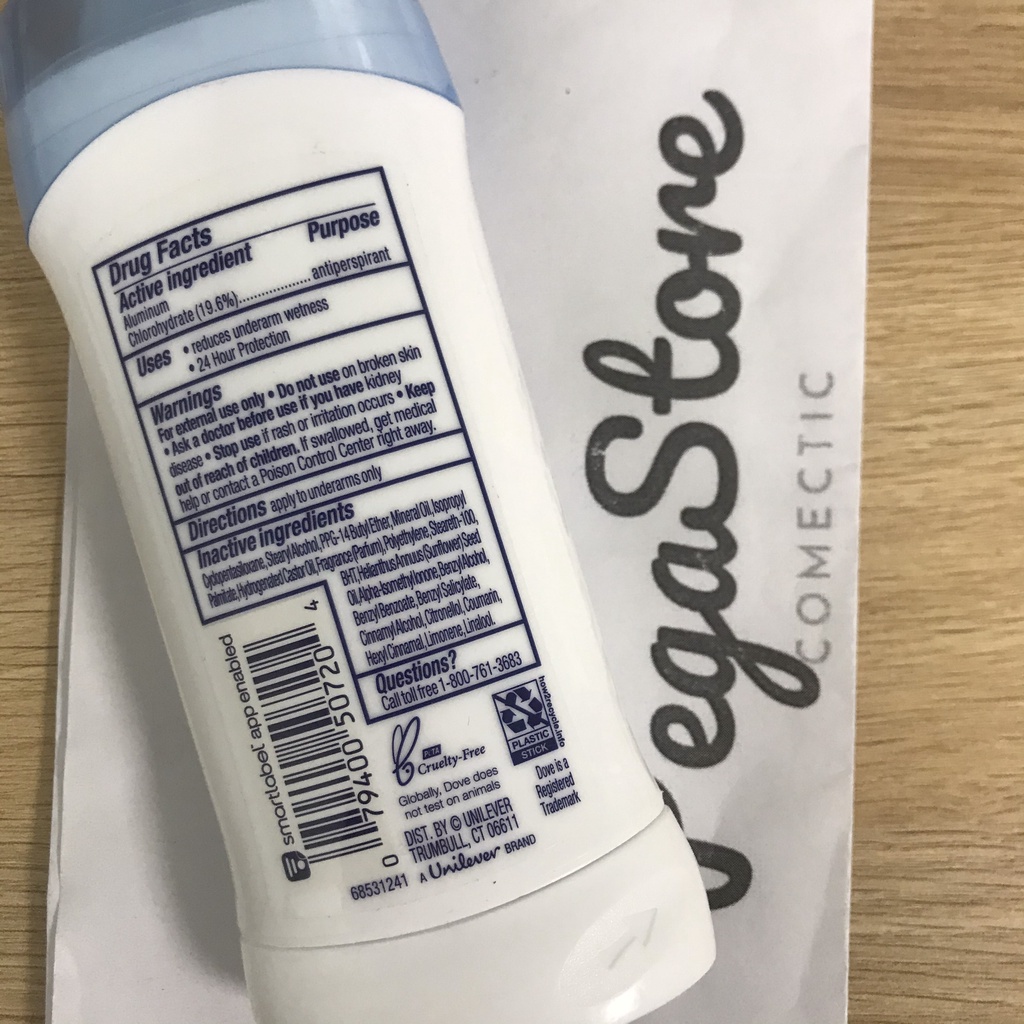 Drug Facts
Active ingredient Purpose
Aluminum
Chlorohydrate (19.6%)................... antiperspirant
Uses • reduces underarm wetness
• 24 Hour Protection
Warnings
For external use only • Do not use on broken skin
• Ask a doctor before use if you have kidney
disease • Stop use if rash or irritation occurs • Keep
out of reach of children. If swallowed, get medical
help or contact a Poison Control Center right away.
Directions apply to underarms only
Inactive ingredients
Cyclopentasiloxane, Stearyl Alcohol, PPG-14 Butyl Ether, Mineral Oil, Isopropyl
Palmitate, Hydrogenated Castor Oil, Fragrance (Parfum), Polyethylene, Steareth-100,
BHT, Helianthus Annuus (Sunflower) Seed
Oil, Alpha-Isomethyl Ionone, Benzyl Alcohol,
Benzyl Benzoate, Benzyl Salicylate,
Cinnamyl Alcohol, Citronellol, Coumarin,
Hexyl Cinnamal, Limonene, Linalool.
Questions?
Call toll free 1-800-761-3683
smartlabel app enabled
0 79400 50720 4
PETA
Cruelty-Free
Globally, Dove does
not test on animals
how2recycle.info
PLASTIC
STICK
Dove is a
Registered
Trademark
DIST. BY © UNILEVER
TRUMBULL, CT 06611
68531241 A Unilever BRAND
egaStore
COMECTIC